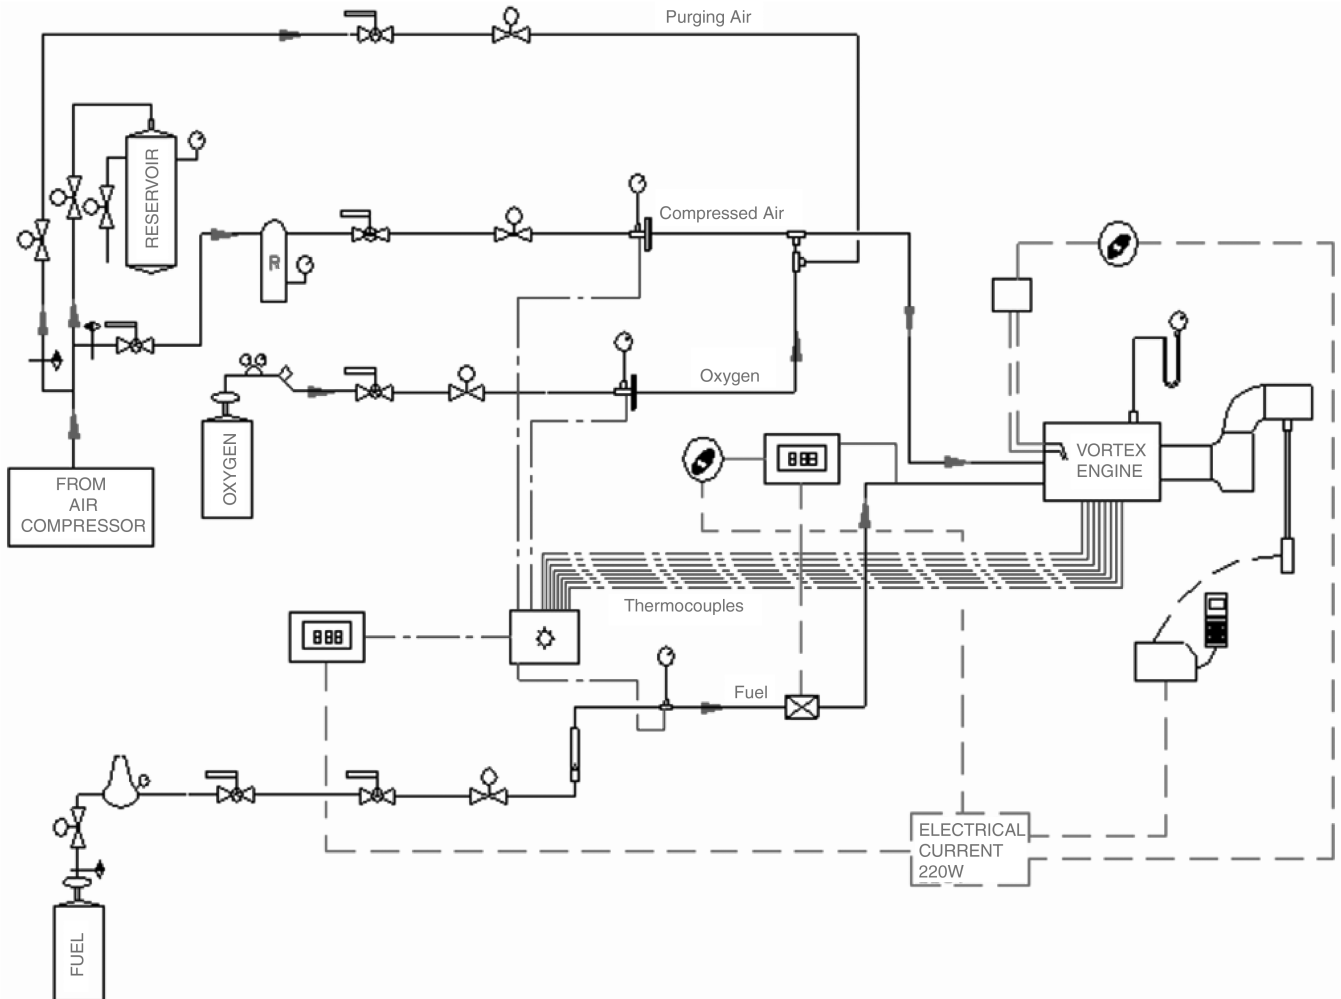 Purging Air
RESERVOIR
Compressed Air
R
Oxygen
OXYGEN
FROM
AIR
COMPRESSOR
888
VORTEX
ENGINE
Thermocouples
888
Fuel
ELECTRICAL
CURRENT
220W
FUEL